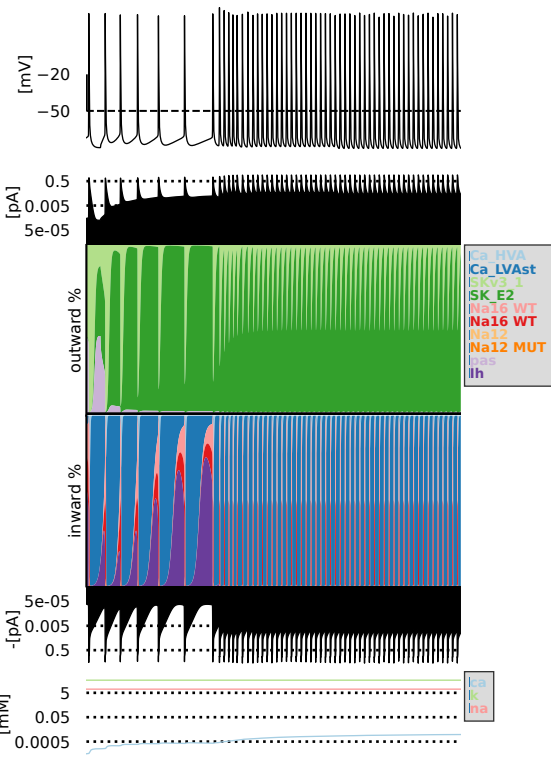 [mV]
−20
−50
[pA]
0.5
0.005
5e-05
outward %
Ca_HVA
Ca_LVAst
SKv3_1
SK_E2
Na16 WT
Na16 WT
Na12
Na12 MUT
pas
Ih
inward %
-[pA]
5e-05
0.005
0.5
[mM]
5
0.05
0.0005
ca
k
na